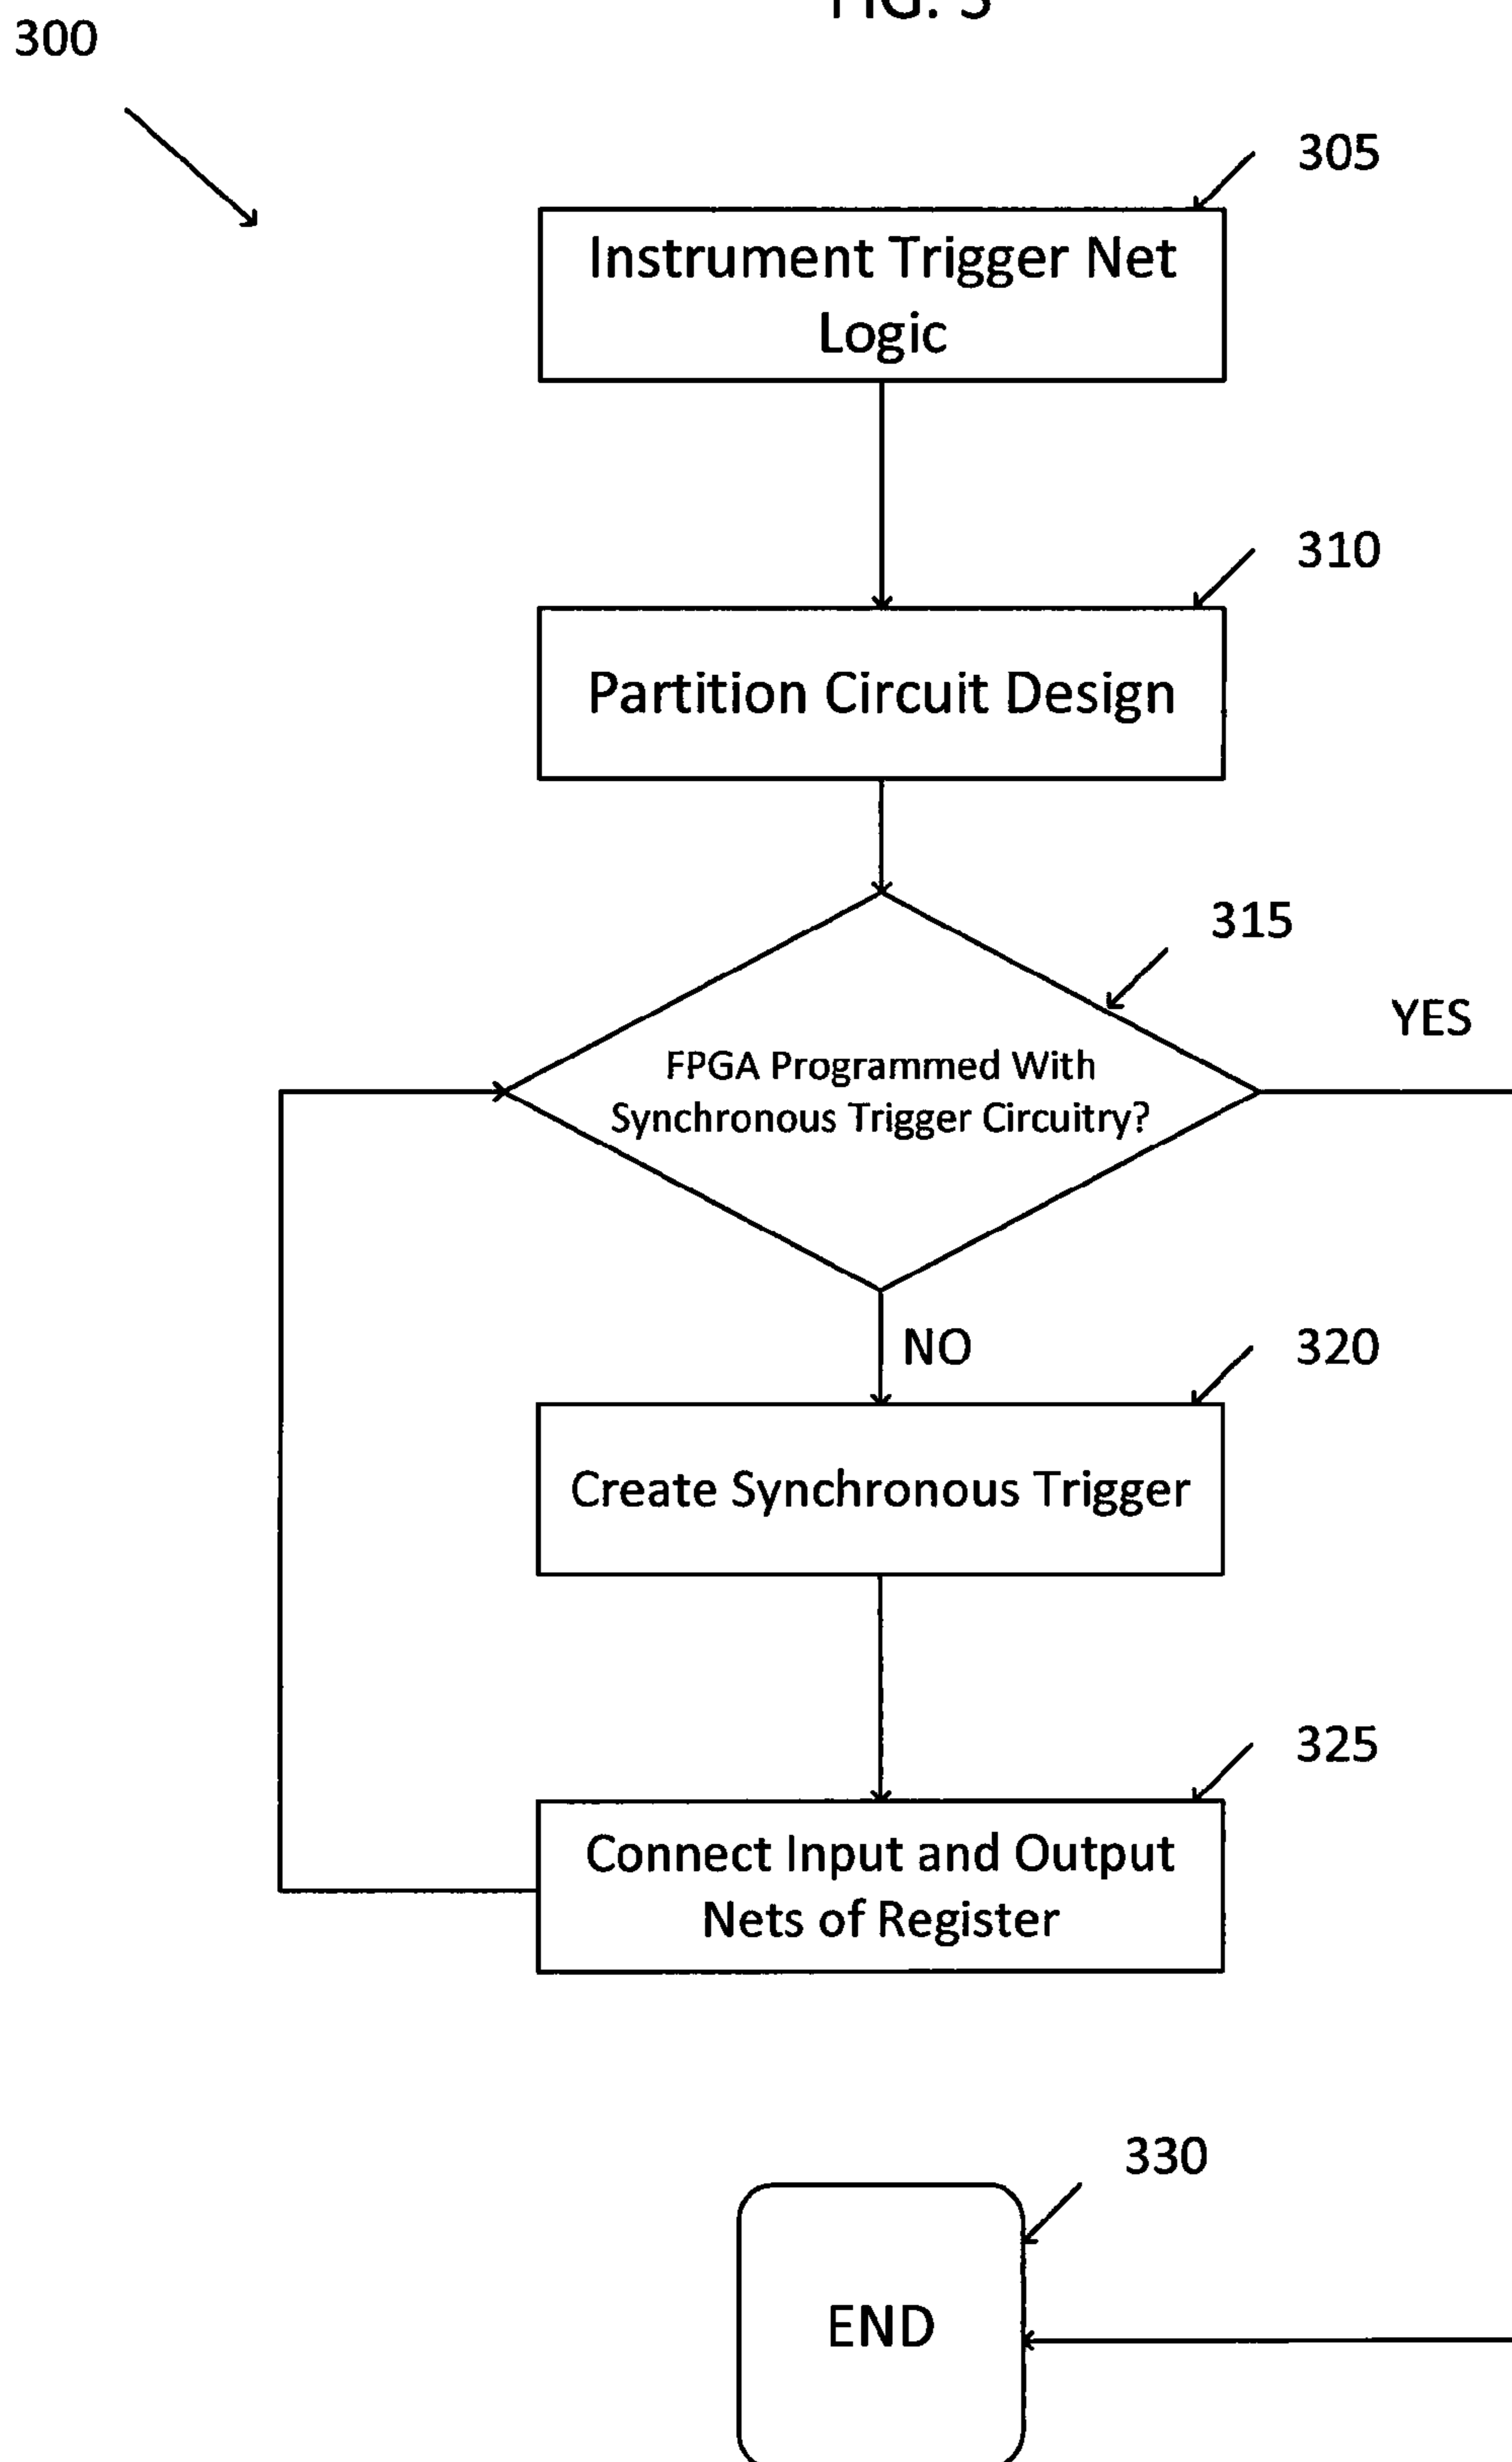 300
305
Instrument Trigger Net
Logic
310
Partition Circuit Design
315
YES
FPGA Programmed With
Synchronous Trigger Circuitry?
NO
320
Create Synchronous Trigger
325
Connect Input and Output
Nets of Register
330
END